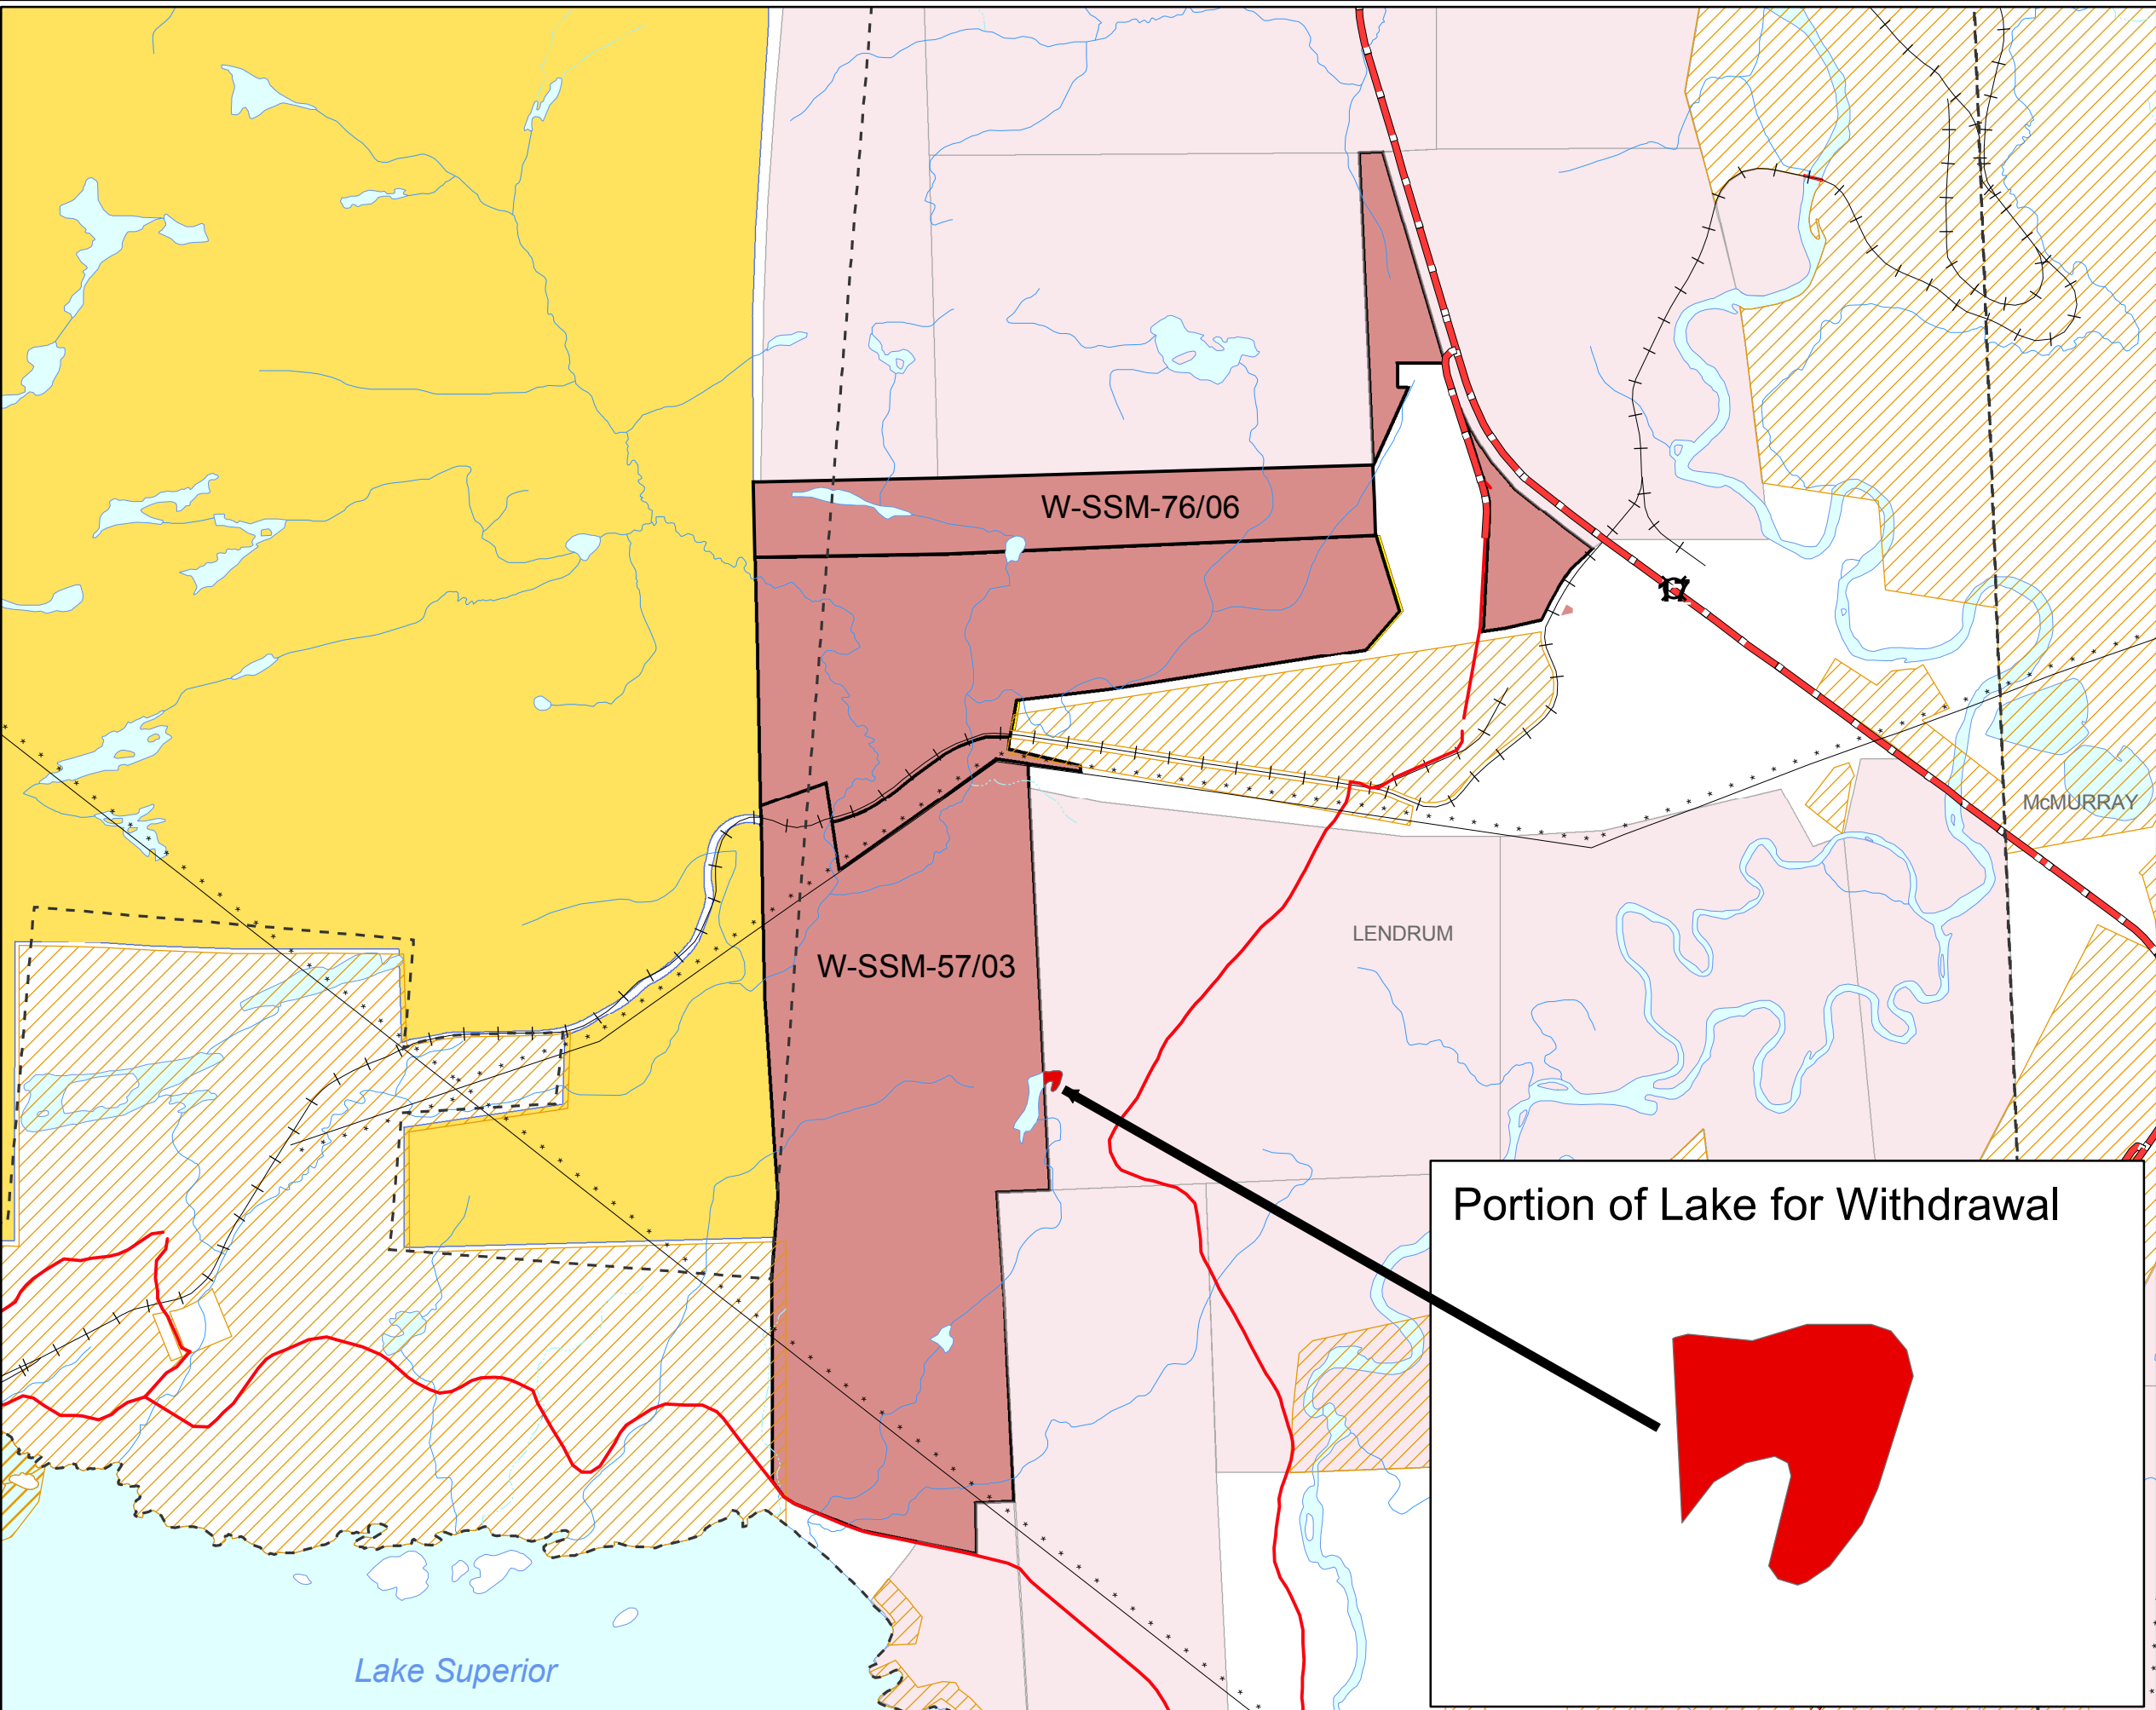 W-SSM-76/06
17
McMURRAY
LENDRUM
W-SSM-57/03
Portion of Lake for Withdrawal
Lake Superior